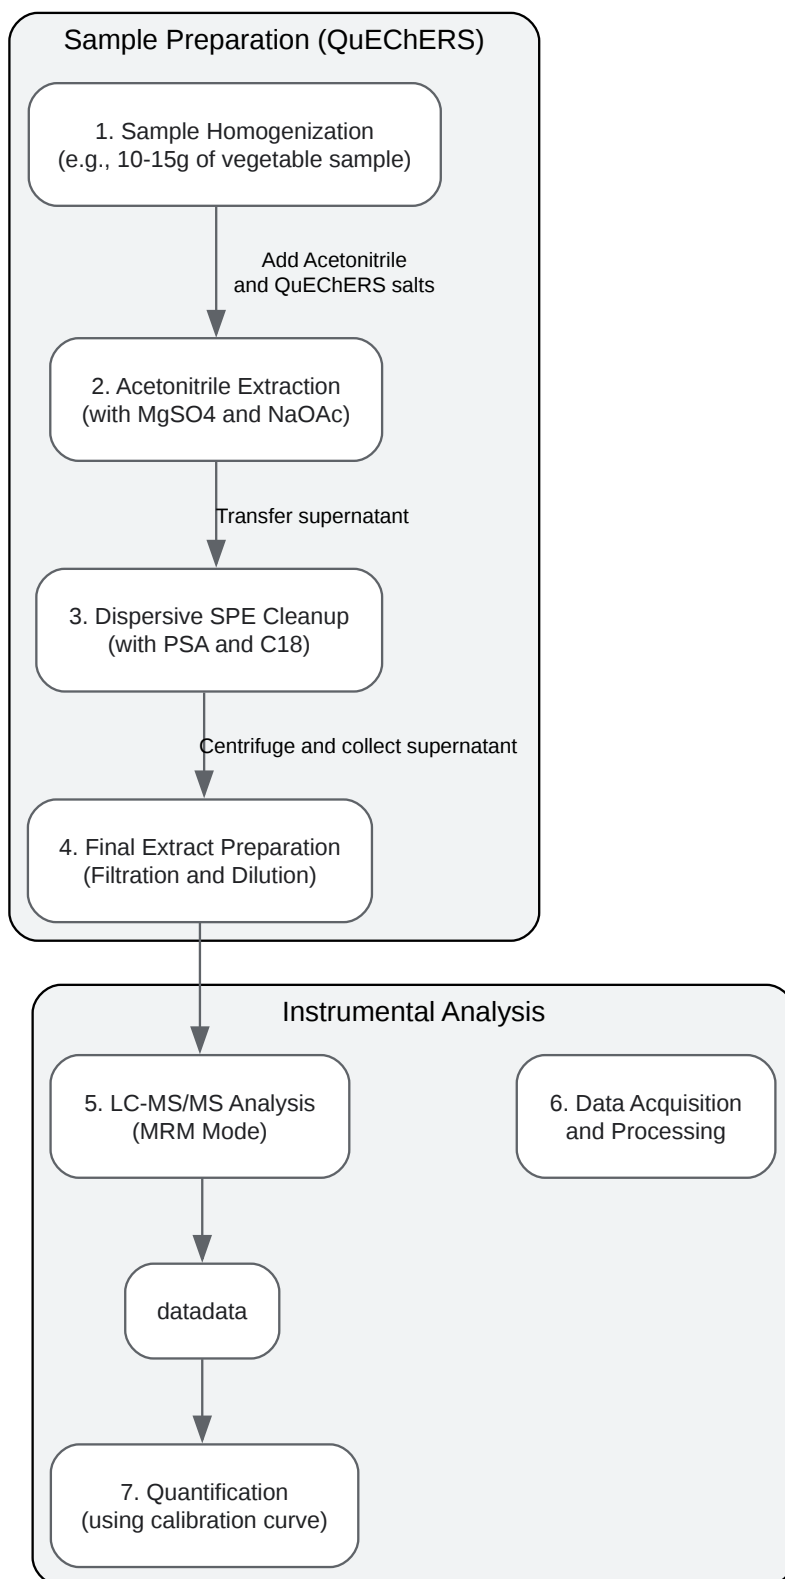 Sample Preparation (QuEChERS)
1. Sample Homogenization
(e.g., 10-15g of vegetable sample)
Add Acetonitrile
and QuEChERS salts
2. Acetonitrile Extraction
(with MgSO4 and NaOAc)
Transfer supernatant
3. Dispersive SPE Cleanup
(with PSA and C18)
Centrifuge and collect supernatant
4. Final Extract Preparation
(Filtration and Dilution)
Instrumental Analysis
5. LC-MS/MS Analysis
(MRM Mode)
6. Data Acquisition
and Processing
datadata
7. Quantification
(using calibration curve)